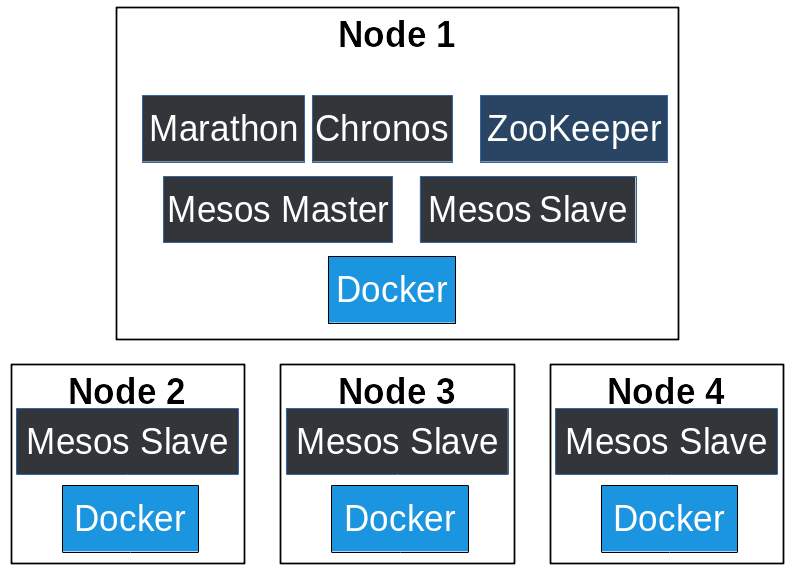 Node 1
Marathon Chronos ZooKeeper
Mesos Master Mesos Slave
Docker
Node 2
Mesos Slave
Docker
Node 3
Mesos Slave
Docker
Node 4
Mesos Slave
Docker